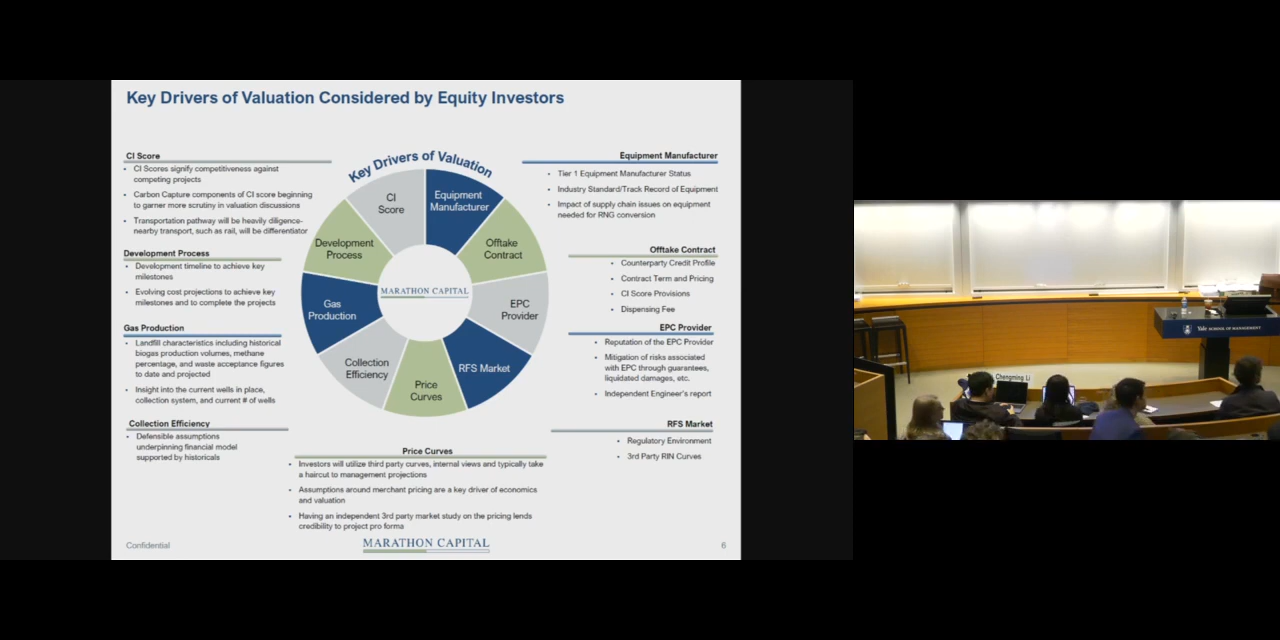 Key Drivers of Valuation Considered by Equity Investors
CI Score
• CI Scores signify competitiveness against
competing projects
• Carbon Capture components of CI score beginning
to garner more scrutiny in valuation discussions
• Transportation pathway will be heavily diligence-
nearby transport, such as rail, will be differentiator
Development Process
• Development timeline to achieve key
milestones
• Evolving cost projections to achieve key
milestones and to complete the projects
Gas Production
• Landfill characteristics including historical
biogas production volumes, methane
percentage, and waste acceptance figures
to date and projected
• Insight into the current wells in place,
collection system, and current # of wells
Collection Efficiency
• Defensible assumptions
underpinning financial model
supported by historicals
Key Drivers of Valuation
CI
Score
Equipment
Manufacturer
Development
Process
Offtake
Contract
MARATHON CAPITAL
Gas
Production
EPC
Provider
Collection
Efficiency
Price
Curves
RFS Market
Equipment Manufacturer
• Tier 1 Equipment Manufacturer Status
• Industry Standard/Track Record of Equipment
• Impact of supply chain issues on equipment
needed for RNG conversion
Offtake Contract
• Counterparty Credit Profile
• Contract Term and Pricing
• CI Score Provisions
• Dispensing Fee
EPC Provider
• Reputation of the EPC Provider
• Mitigation of risks associated
with EPC through guarantees,
liquidated damages, etc.
• Independent Engineer's report
RFS Market
• Regulatory Environment
• 3rd Party RIN Curves
Price Curves
• Investors will utilize third party curves, internal views and typically take
a haircut to management projections
• Assumptions around merchant pricing are a key driver of economics
and valuation
• Having an independent 3rd party market study on the pricing lends
credibility to project pro forma
Confidential
MARATHON CAPITAL
6
Yale SCHOOL OF MANAGEMENT
Chengming Li